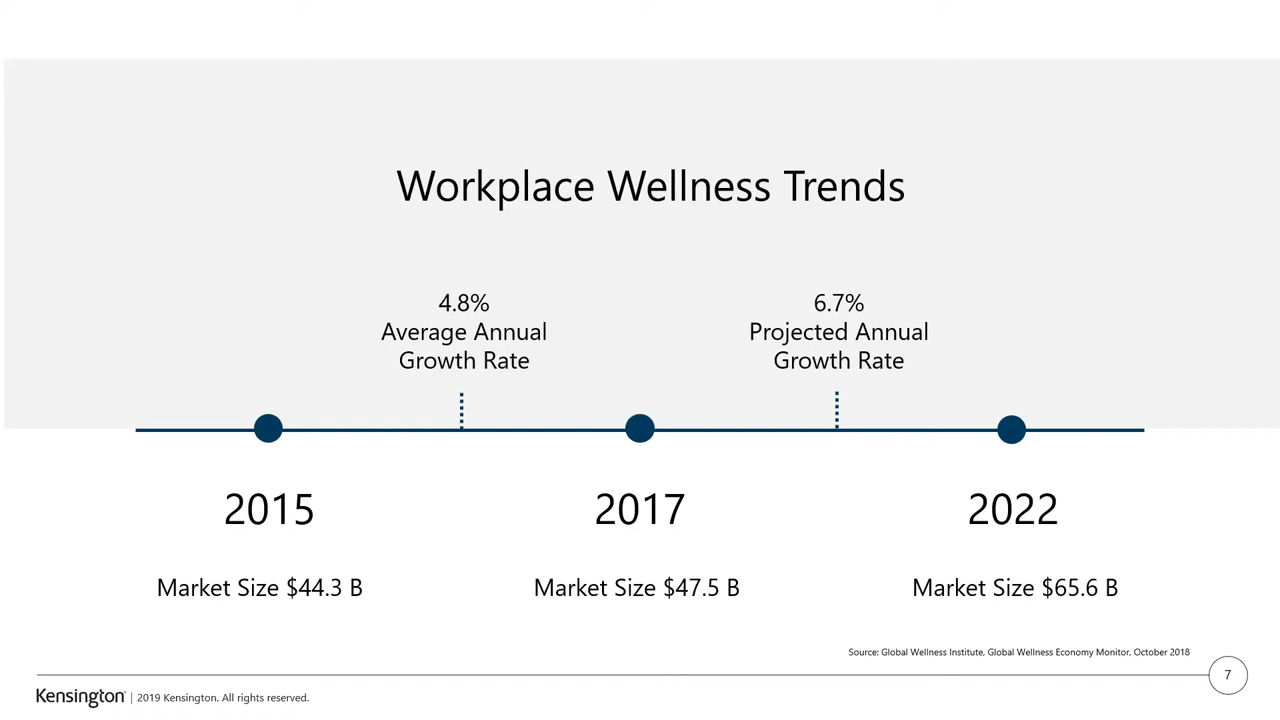 Workplace Wellness Trends
4.8%
Average Annual
Growth Rate
6.7%
Projected Annual
Growth Rate
2015
2017
2022
Market Size $44.3 B
Market Size $47.5 B
Market Size $65.6 B
Source: Global Wellness Institute, Global Wellness Economy Monitor, October 2018
7
Kensington | 2019 Kensington. All rights reserved.